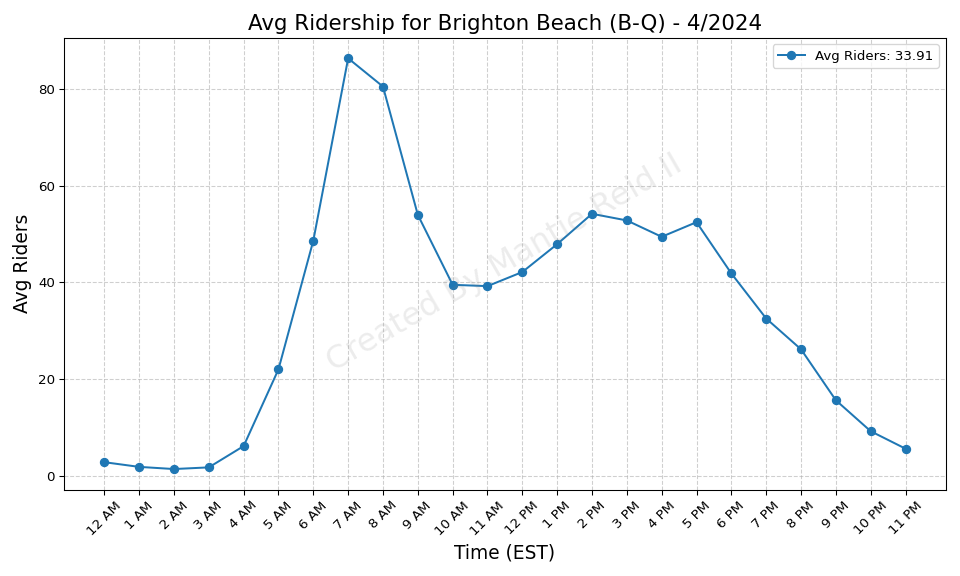 Avg Ridership for Brighton Beach (B-Q) - 4/2024
Avg Riders: 33.91
Avg Riders
80
60
40
20
0
Created By Mantie Reid II
12 AM
1 AM
2 AM
3 AM
4 AM
5 AM
6 AM
7 AM
8 AM
9 AM
10 AM
11 AM
12 PM
1 PM
2 PM
3 PM
4 PM
5 PM
6 PM
7 PM
8 PM
9 PM
10 PM
11 PM
Time (EST)